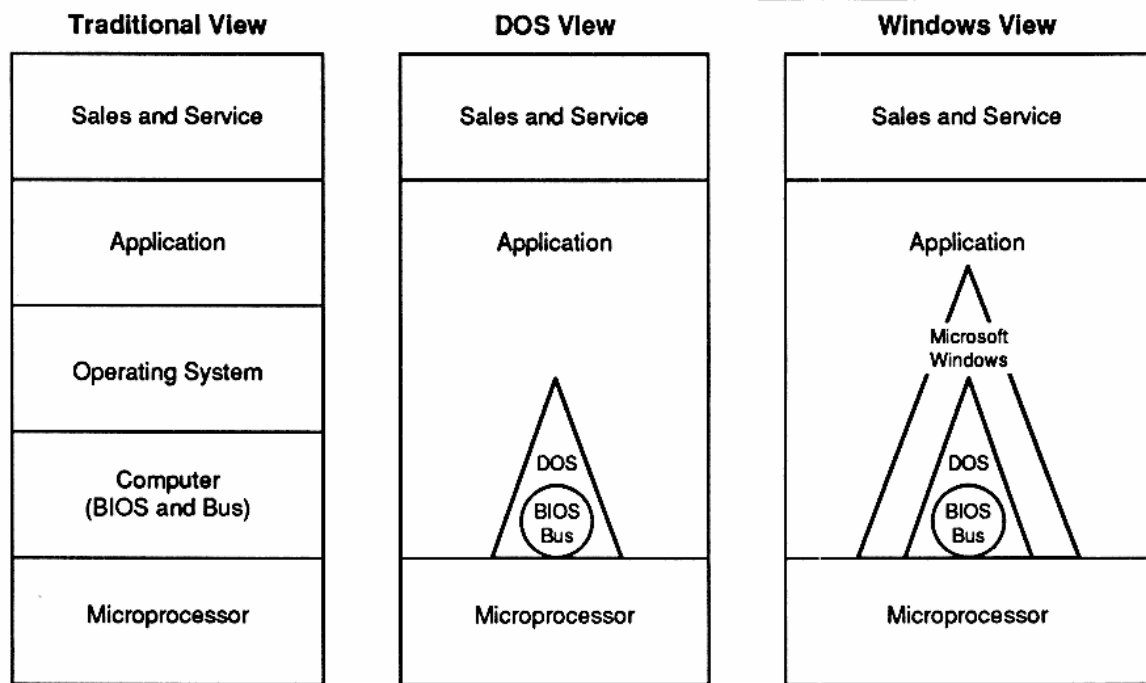 Traditional View
Sales and Service
Application
Operating System
Computer
(BIOS and Bus)
Microprocessor
DOS View
Sales and Service
Application
DOS
BIOS
Bus
Microprocessor
Windows View
Sales and Service
Application
Microsoft
Windows
DOS
BIOS
Bus
Microprocessor